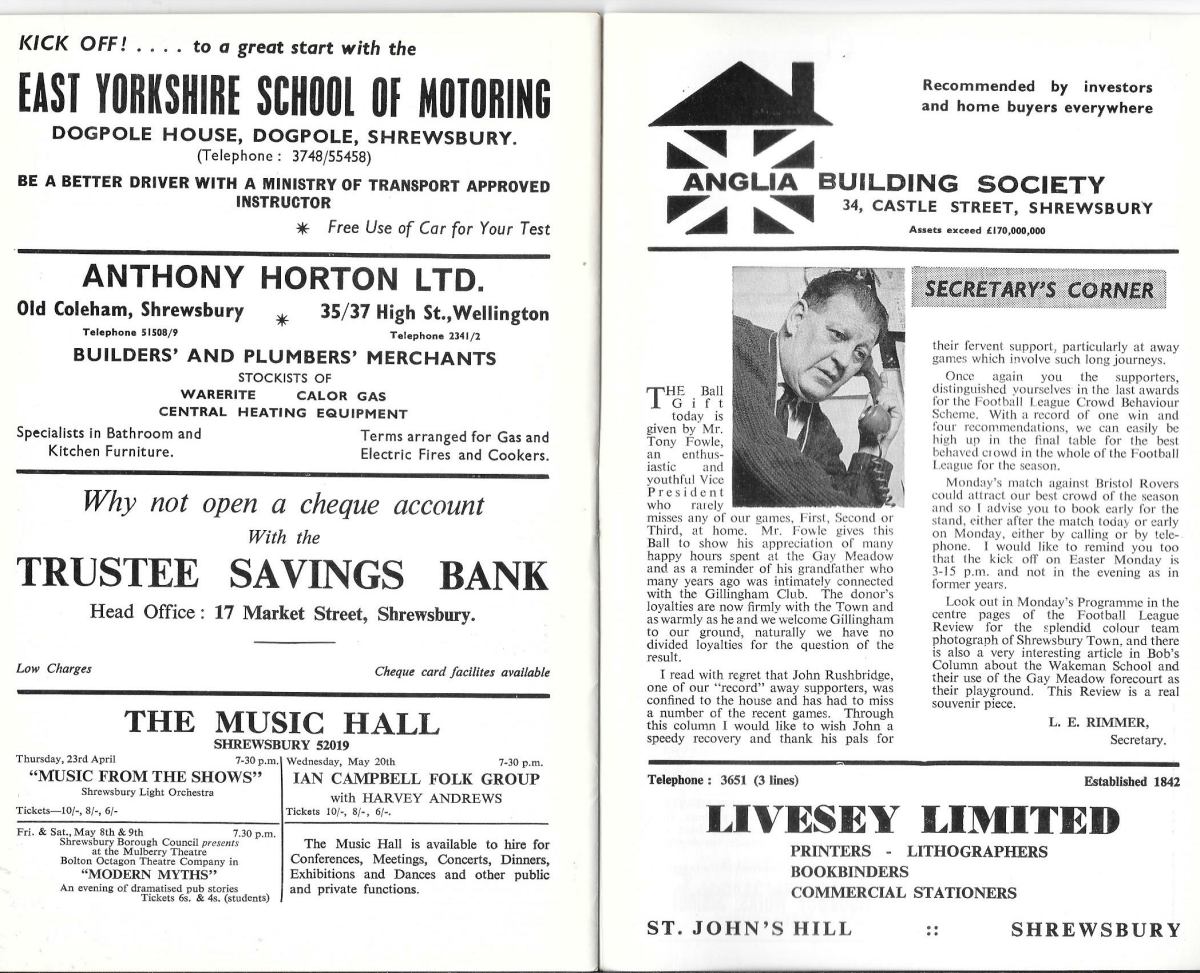 KICK OFF! .... to a great start with the
EAST YORKSHIRE SCHOOL OF MOTORING
DOGPOLE HOUSE, DOGPOLE, SHREWSBURY.
(Telephone : 3748/55458)
BE A BETTER DRIVER WITH A MINISTRY OF TRANSPORT APPROVED
INSTRUCTOR
* Free Use of Car for Your Test
ANTHONY HORTON LTD.
Old Coleham, Shrewsbury * 35/37 High St.,Wellington
Telephone 51508/9 Telephone 2341/2
BUILDERS' AND PLUMBERS' MERCHANTS
STOCKISTS OF
WARERITE CALOR GAS
CENTRAL HEATING EQUIPMENT
Specialists in Bathroom and
Kitchen Furniture.
Terms arranged for Gas and
Electric Fires and Cookers.
Why not open a cheque account
With the
TRUSTEE SAVINGS BANK
Head Office : 17 Market Street, Shrewsbury.
Low Charges Cheque card facilites available
THE MUSIC HALL
SHREWSBURY 52019
Thursday, 23rd April 7-30 p.m.
"MUSIC FROM THE SHOWS"
Shrewsbury Light Orchestra
Tickets—10/-, 8/-, 6/-
Wednesday, May 20th 7-30 p.m.
IAN CAMPBELL FOLK GROUP
with HARVEY ANDREWS
Tickets 10/-, 8/-, 6/-.
Fri. & Sat., May 8th & 9th 7.30 p.m.
Shrewsbury Borough Council presents
at the Mulberry Theatre
Bolton Octagon Theatre Company in
"MODERN MYTHS"
An evening of dramatised pub stories
Tickets 6s. & 4s. (students)
The Music Hall is available to hire for
Conferences, Meetings, Concerts, Dinners,
Exhibitions and Dances and other public
and private functions.
Recommended by investors
and home buyers everywhere
ANGLIA BUILDING SOCIETY
34, CASTLE STREET, SHREWSBURY
Assets exceed £170,000,000
SECRETARY'S CORNER
THE Ball
Gift
today is
given by Mr.
Tony Fowle,
an enthus-
iastic and
youthful Vice
President
who rarely
misses any of our games, First, Second or
Third, at home. Mr. Fowle gives this
Ball to show his appreciation of many
happy hours spent at the Gay Meadow
and as a reminder of his grandfather who
many years ago was intimately connected
with the Gillingham Club. The donor's
loyalties are now firmly with the Town and
as warmly as he and we welcome Gillingham
to our ground, naturally we have no
divided loyalties for the question of the
result.
I read with regret that John Rushbridge,
one of our "record" away supporters, was
confined to the house and has had to miss
a number of the recent games. Through
this column I would like to wish John a
speedy recovery and thank his pals for
their fervent support, particularly at away
games which involve such long journeys.
Once again you the supporters,
distinguished yourselves in the last awards
for the Football League Crowd Behaviour
Scheme. With a record of one win and
four recommendations, we can easily be
high up in the final table for the best
behaved crowd in the whole of the Football
League for the season.
Monday's match against Bristol Rovers
could attract our best crowd of the season
and so I advise you to book early for the
stand, either after the match today or early
on Monday, either by calling or by tele-
phone. I would like to remind you too
that the kick off on Easter Monday is
3-15 p.m. and not in the evening as in
former years.
Look out in Monday's Programme in the
centre pages of the Football League
Review for the splendid colour team
photograph of Shrewsbury Town, and there
is also a very interesting article in Bob's
Column about the Wakeman School and
their use of the Gay Meadow forecourt as
their playground. This Review is a real
souvenir piece.
L. E. RIMMER,
Secretary.
Telephone : 3651 (3 lines) Established 1842
LIVESEY LIMITED
PRINTERS - LITHOGRAPHERS
BOOKBINDERS
COMMERCIAL STATIONERS
ST. JOHN'S HILL :: SHREWSBURY